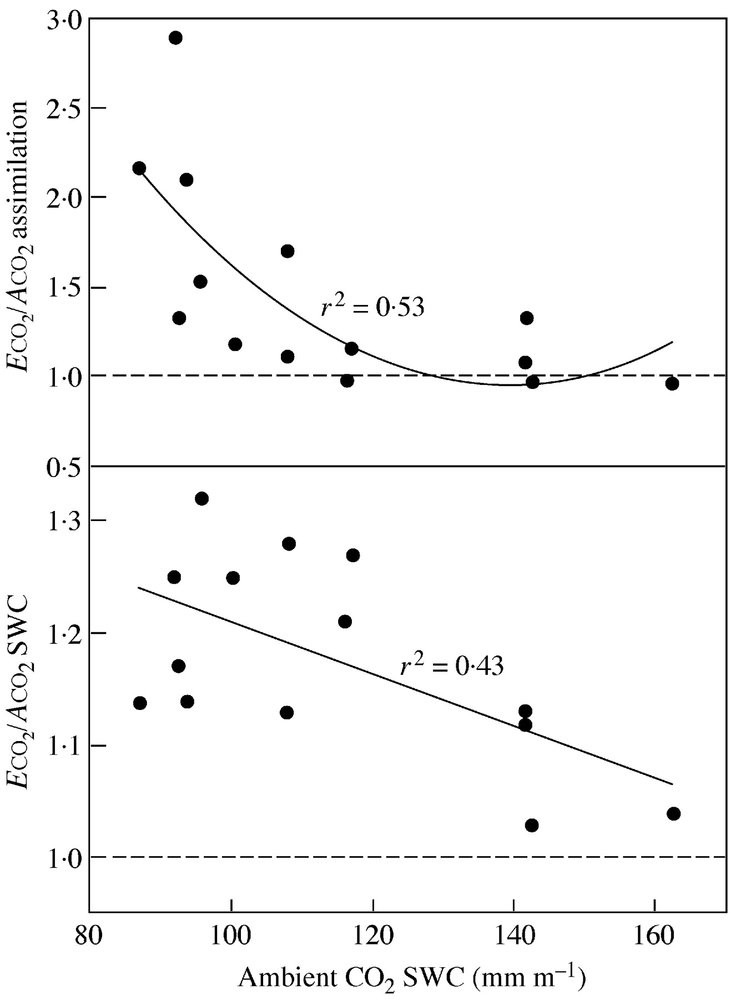 3·0
2·5
2·0
1·5
1·0
0·5
ECO₂/ACO₂ assimilation
r² = 0·53
1·3
1·2
1·1
1·0
ECO₂/ACO₂ SWC
r² = 0·43
80 100 120 140 160
Ambient CO₂ SWC (mm m⁻¹)